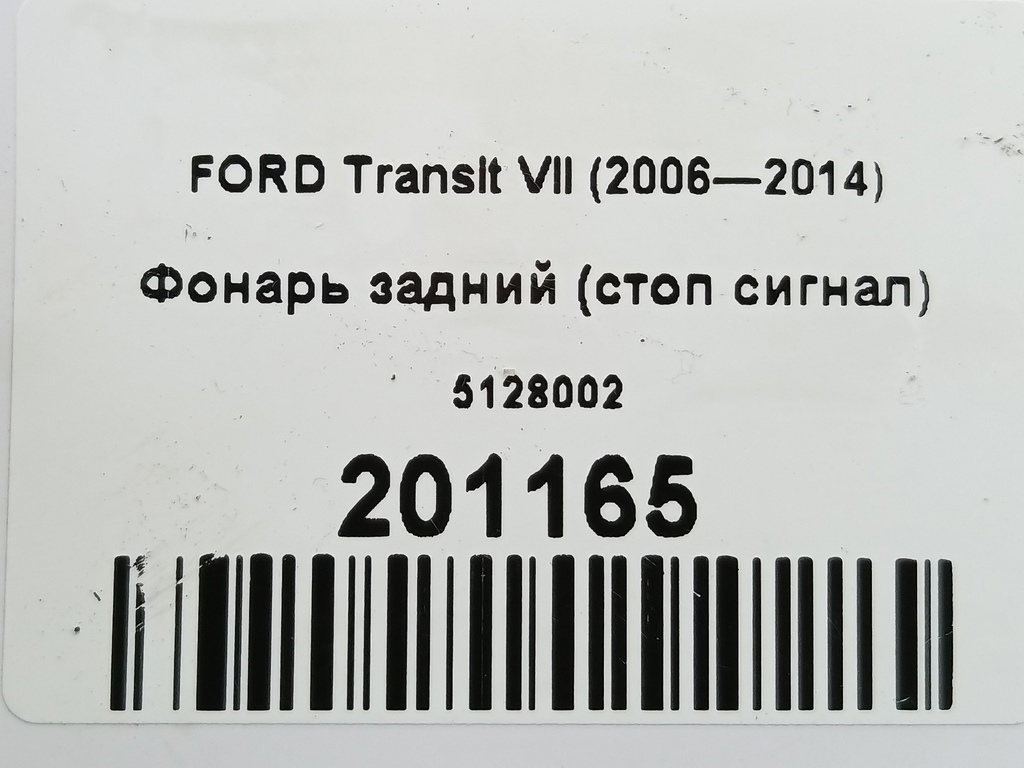 FORD Transit VII (2006—2014)
Фонарь задний (стоп сигнал)
5128002
201165